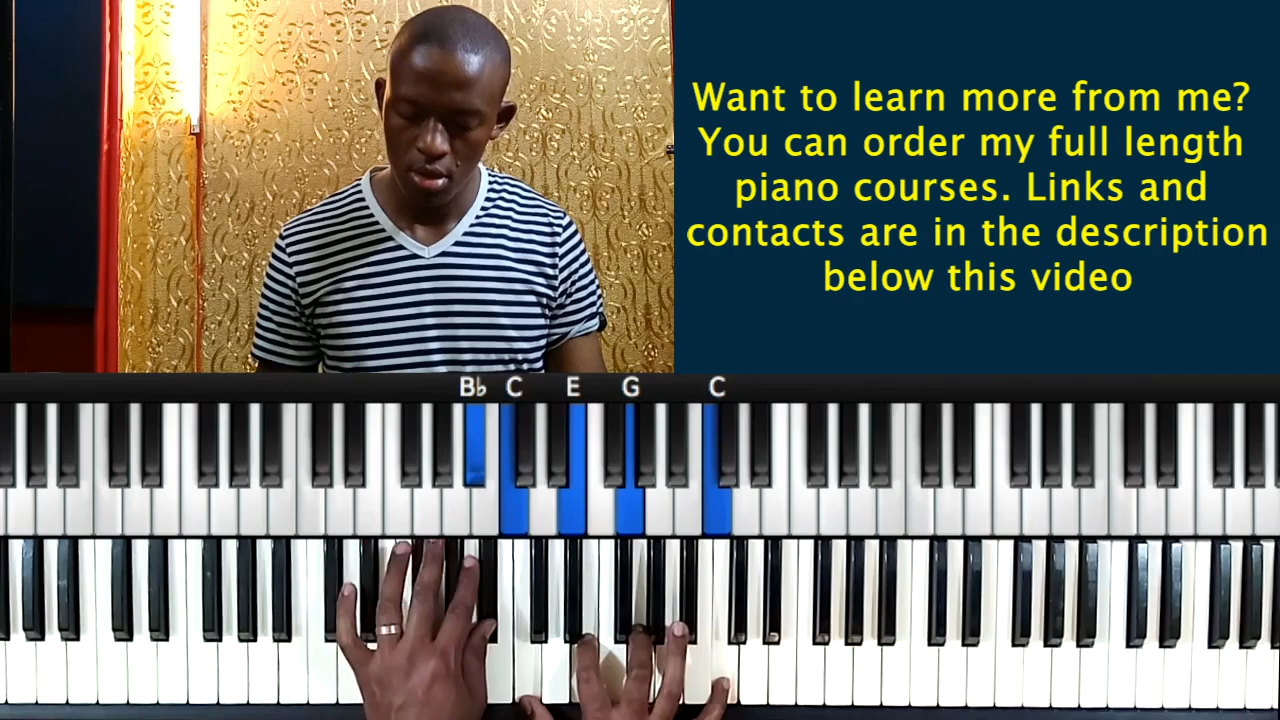 Want to learn more from me?
You can order my full length
piano courses. Links and
contacts are in the description
below this video
B♭ C E G C